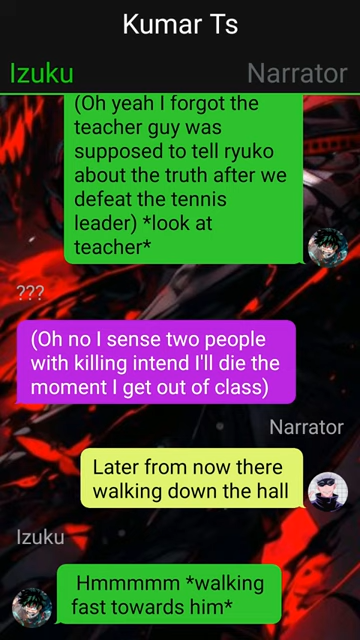 Kumar Ts
Izuku
Narrator
(Oh yeah I forgot the
teacher guy was
supposed to tell ryuko
about the truth after we
defeat the tennis
leader) *look at
teacher*
???
(Oh no I sense two people
with killing intend I'll die the
moment I get out of class)
Narrator
Later from now there
walking down the hall
Izuku
Hmmmmm *walking
fast towards him*